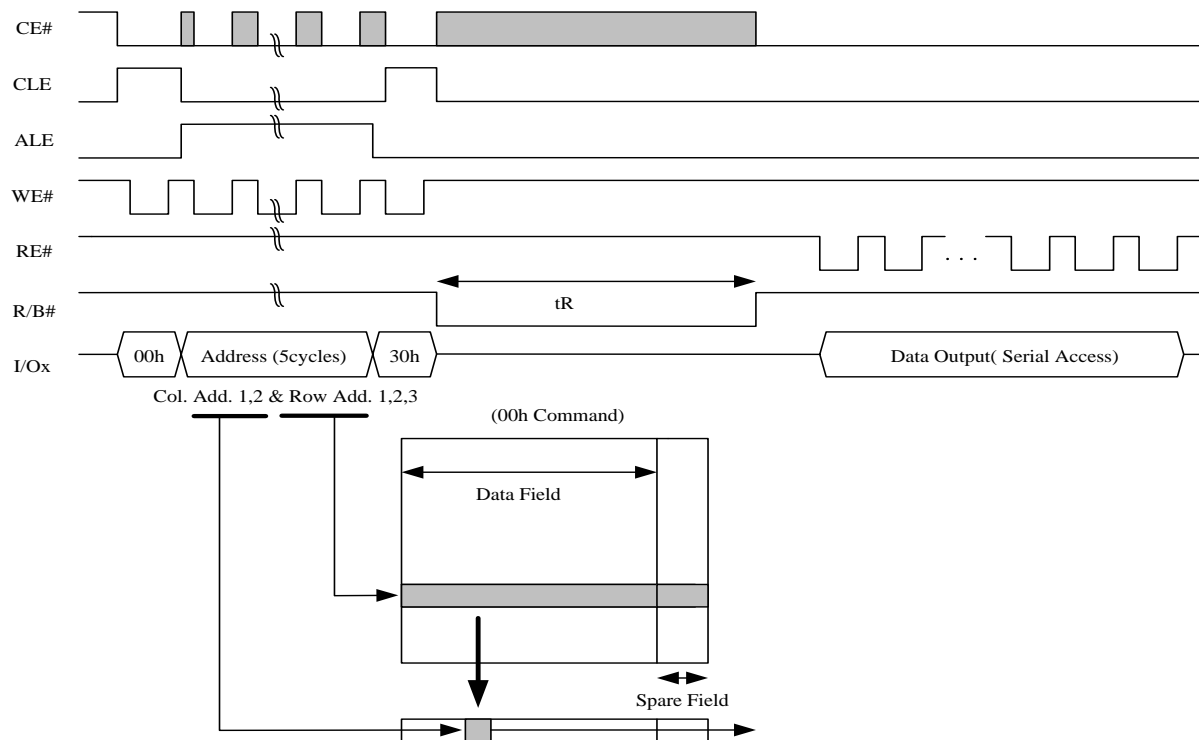 CE#
CLE
ALE
WE#
RE#
. . .
R/B#
tR
I/Ox
00h
Address (5cycles)
30h
Data Output( Serial Access)
Col. Add. 1,2 & Row Add. 1,2,3
(00h Command)
Data Field
Spare Field